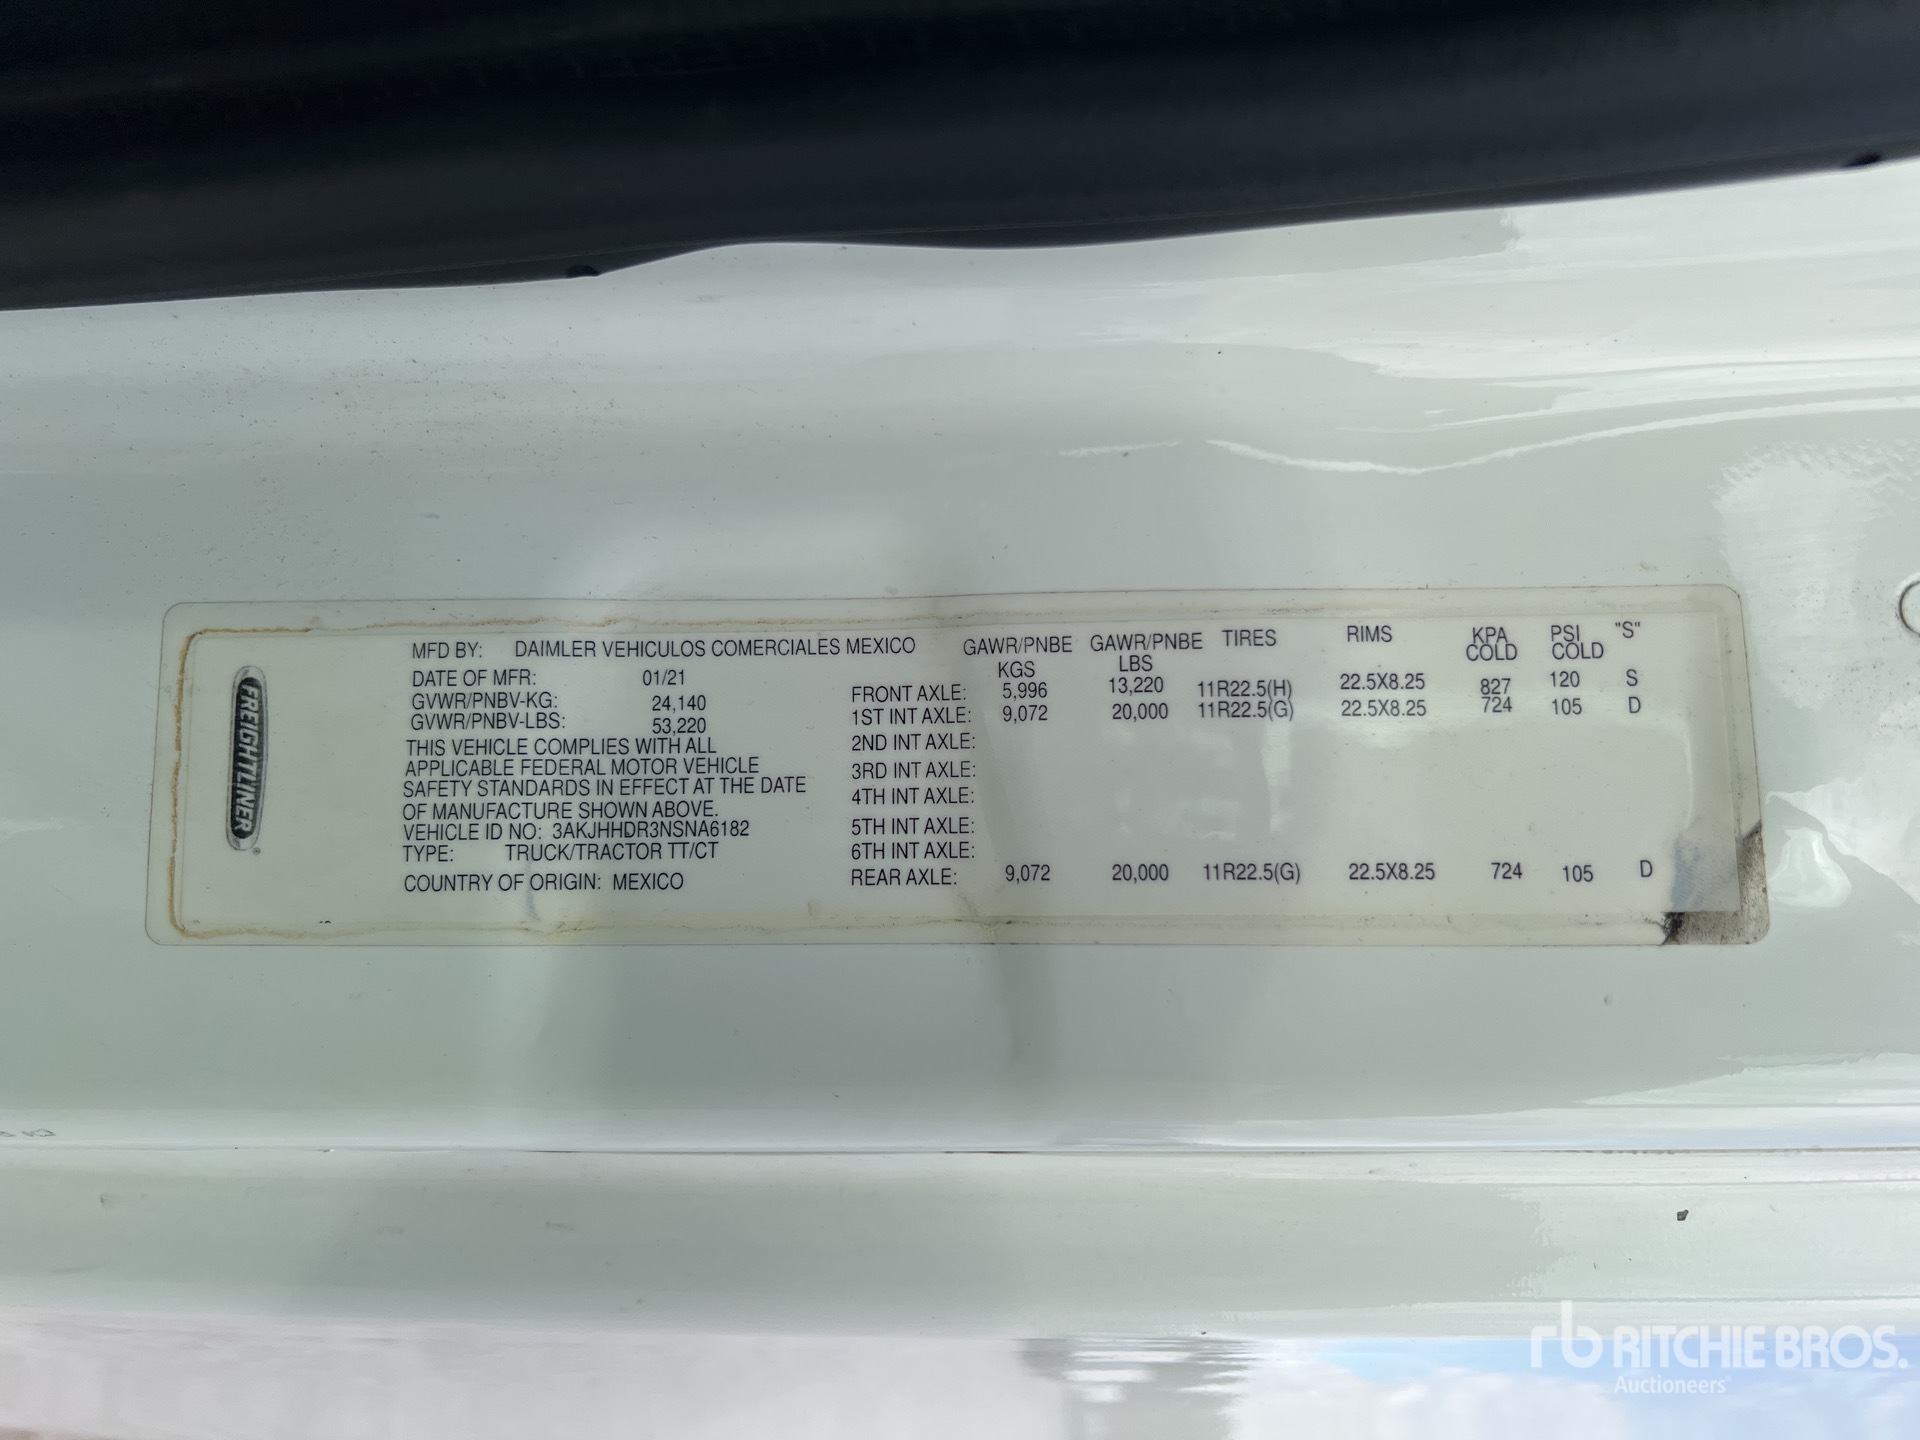 FREIGHTLINER
MFD BY: DAIMLER VEHICULOS COMERCIALES MEXICO
DATE OF MFR: 01/21
GVWR/PNBV-KG: 24,140
GVWR/PNBV-LBS: 53,220
THIS VEHICLE COMPLIES WITH ALL
APPLICABLE FEDERAL MOTOR VEHICLE
SAFETY STANDARDS IN EFFECT AT THE DATE
OF MANUFACTURE SHOWN ABOVE.
VEHICLE ID NO: 3AKJHHDR3NSNA6182
TYPE: TRUCK/TRACTOR TT/CT
COUNTRY OF ORIGIN: MEXICO
GAWR/PNBE KGS GAWR/PNBE LBS TIRES RIMS KPA COLD PSI COLD "S"
FRONT AXLE: 5,996 13,220 11R22.5(H) 22.5X8.25 827 120 S
1ST INT AXLE: 9,072 20,000 11R22.5(G) 22.5X8.25 724 105 D
2ND INT AXLE:
3RD INT AXLE:
4TH INT AXLE:
5TH INT AXLE:
6TH INT AXLE:
REAR AXLE: 9,072 20,000 11R22.5(G) 22.5X8.25 724 105 D
rb RITCHIE BROS.
Auctioneers